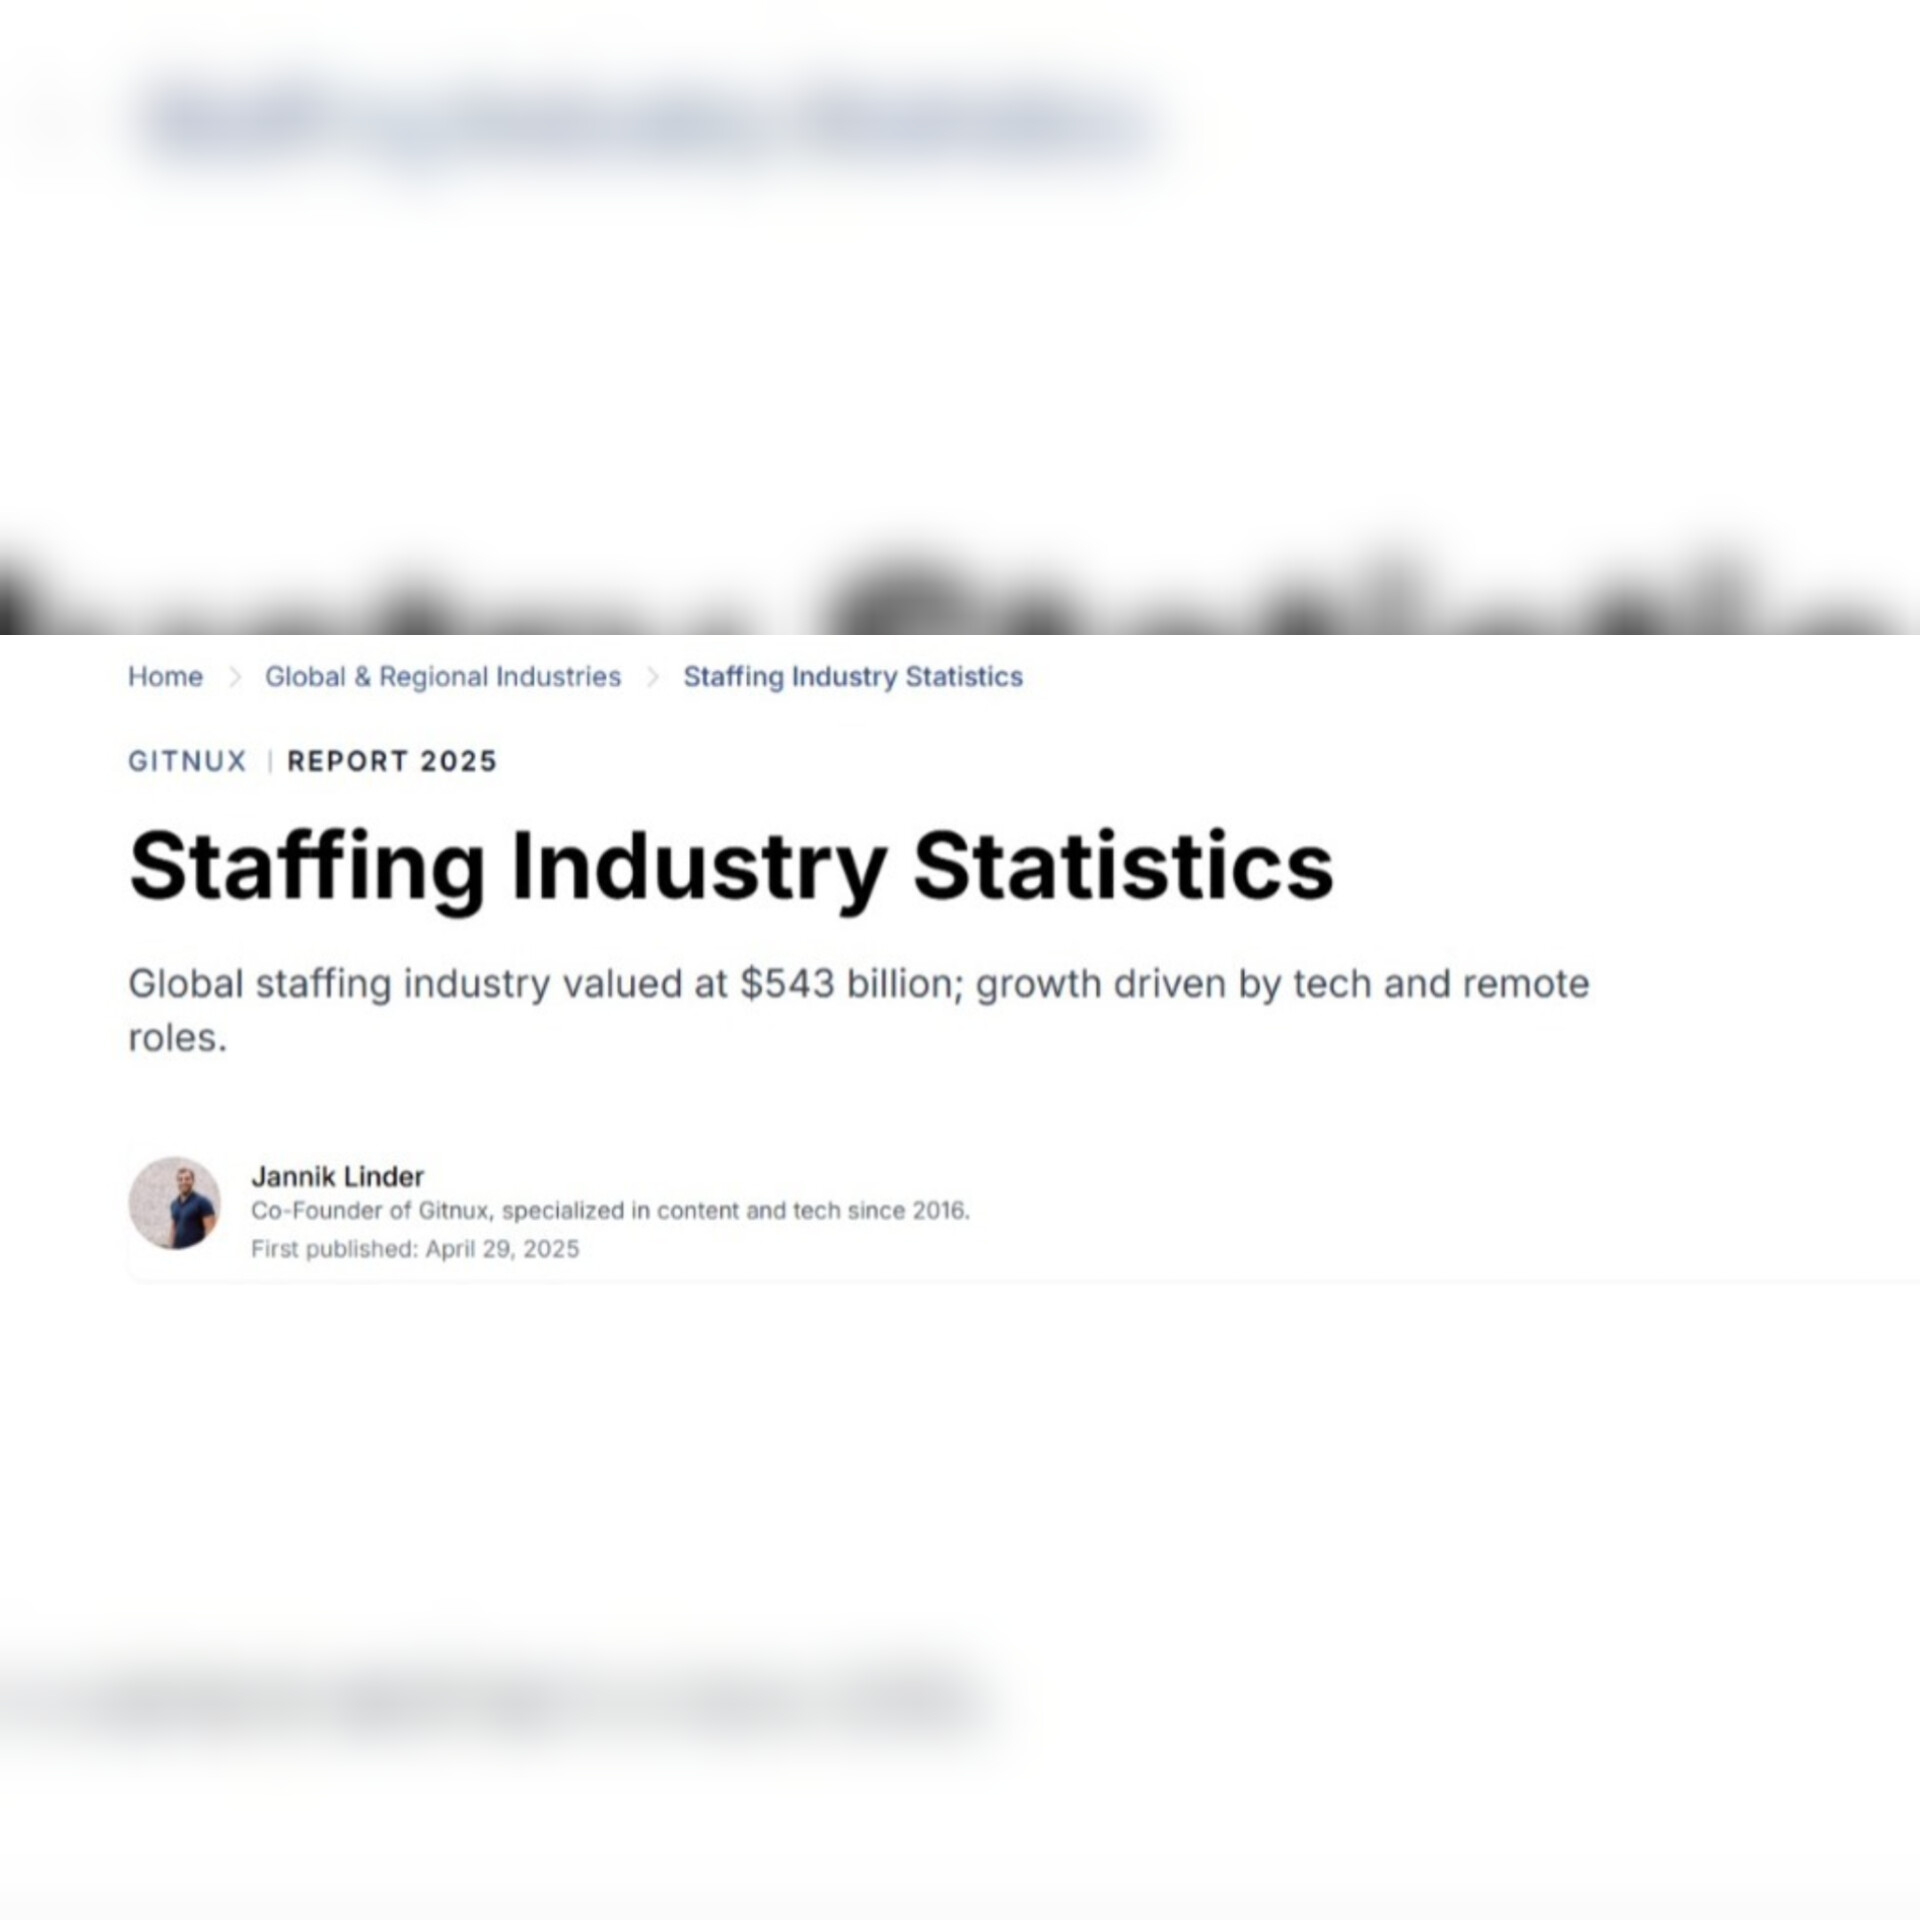 Home > Global & Regional Industries > Staffing Industry Statistics
GITNUX | REPORT 2025
Staffing Industry Statistics
Global staffing industry valued at $543 billion; growth driven by tech and remote
roles.
Jannik Linder
Co-Founder of Gitnux, specialized in content and tech since 2016.
First published: April 29, 2025